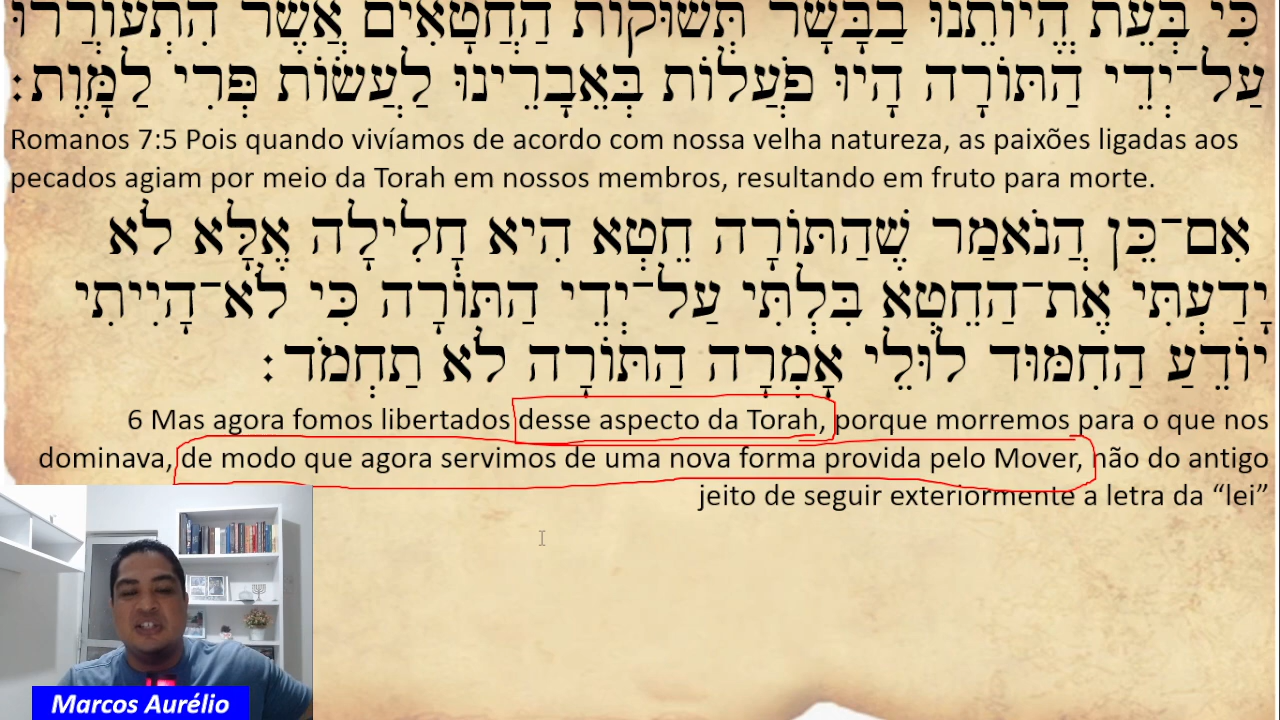 כִּי בְּעֵת הֱיוֹתֵנוּ בַבָּשָׂר תְּשׁוּקוֹת הַחֲטָאִים אֲשֶׁר הִתְעוֹרְרוּ
עַל־יְדֵי הַתּוֹרָה הָיוּ פֹעֲלוֹת בְּאֵבָרֵינוּ לַעֲשׂוֹת פְּרִי לַמָּוֶת׃
Romanos 7:5 Pois quando vivíamos de acordo com nossa velha natureza, as paixões ligadas aos
pecados agiam por meio da Torah em nossos membros, resultando em fruto para morte.
אִם־כֵּן הֲנֹאמַר שֶׁהַתּוֹרָה חֵטְא הִיא חָלִילָה אֶלָּא לֹא
יָדַעְתִּי אֶת־הַחֵטְא בִּלְתִּי עַל־יְדֵי הַתּוֹרָה כִּי לֹא־הָיִיתִי
יוֹדֵעַ הַחִמּוּד לוּלֵי אָמְרָה הַתּוֹרָה לֹא תַחְמֹד׃
6 Mas agora fomos libertados desse aspecto da Torah, porque morremos para o que nos
dominava, de modo que agora servimos de uma nova forma provida pelo Mover, não do antigo
jeito de seguir exteriormente a letra da “lei”
Marcos Aurélio